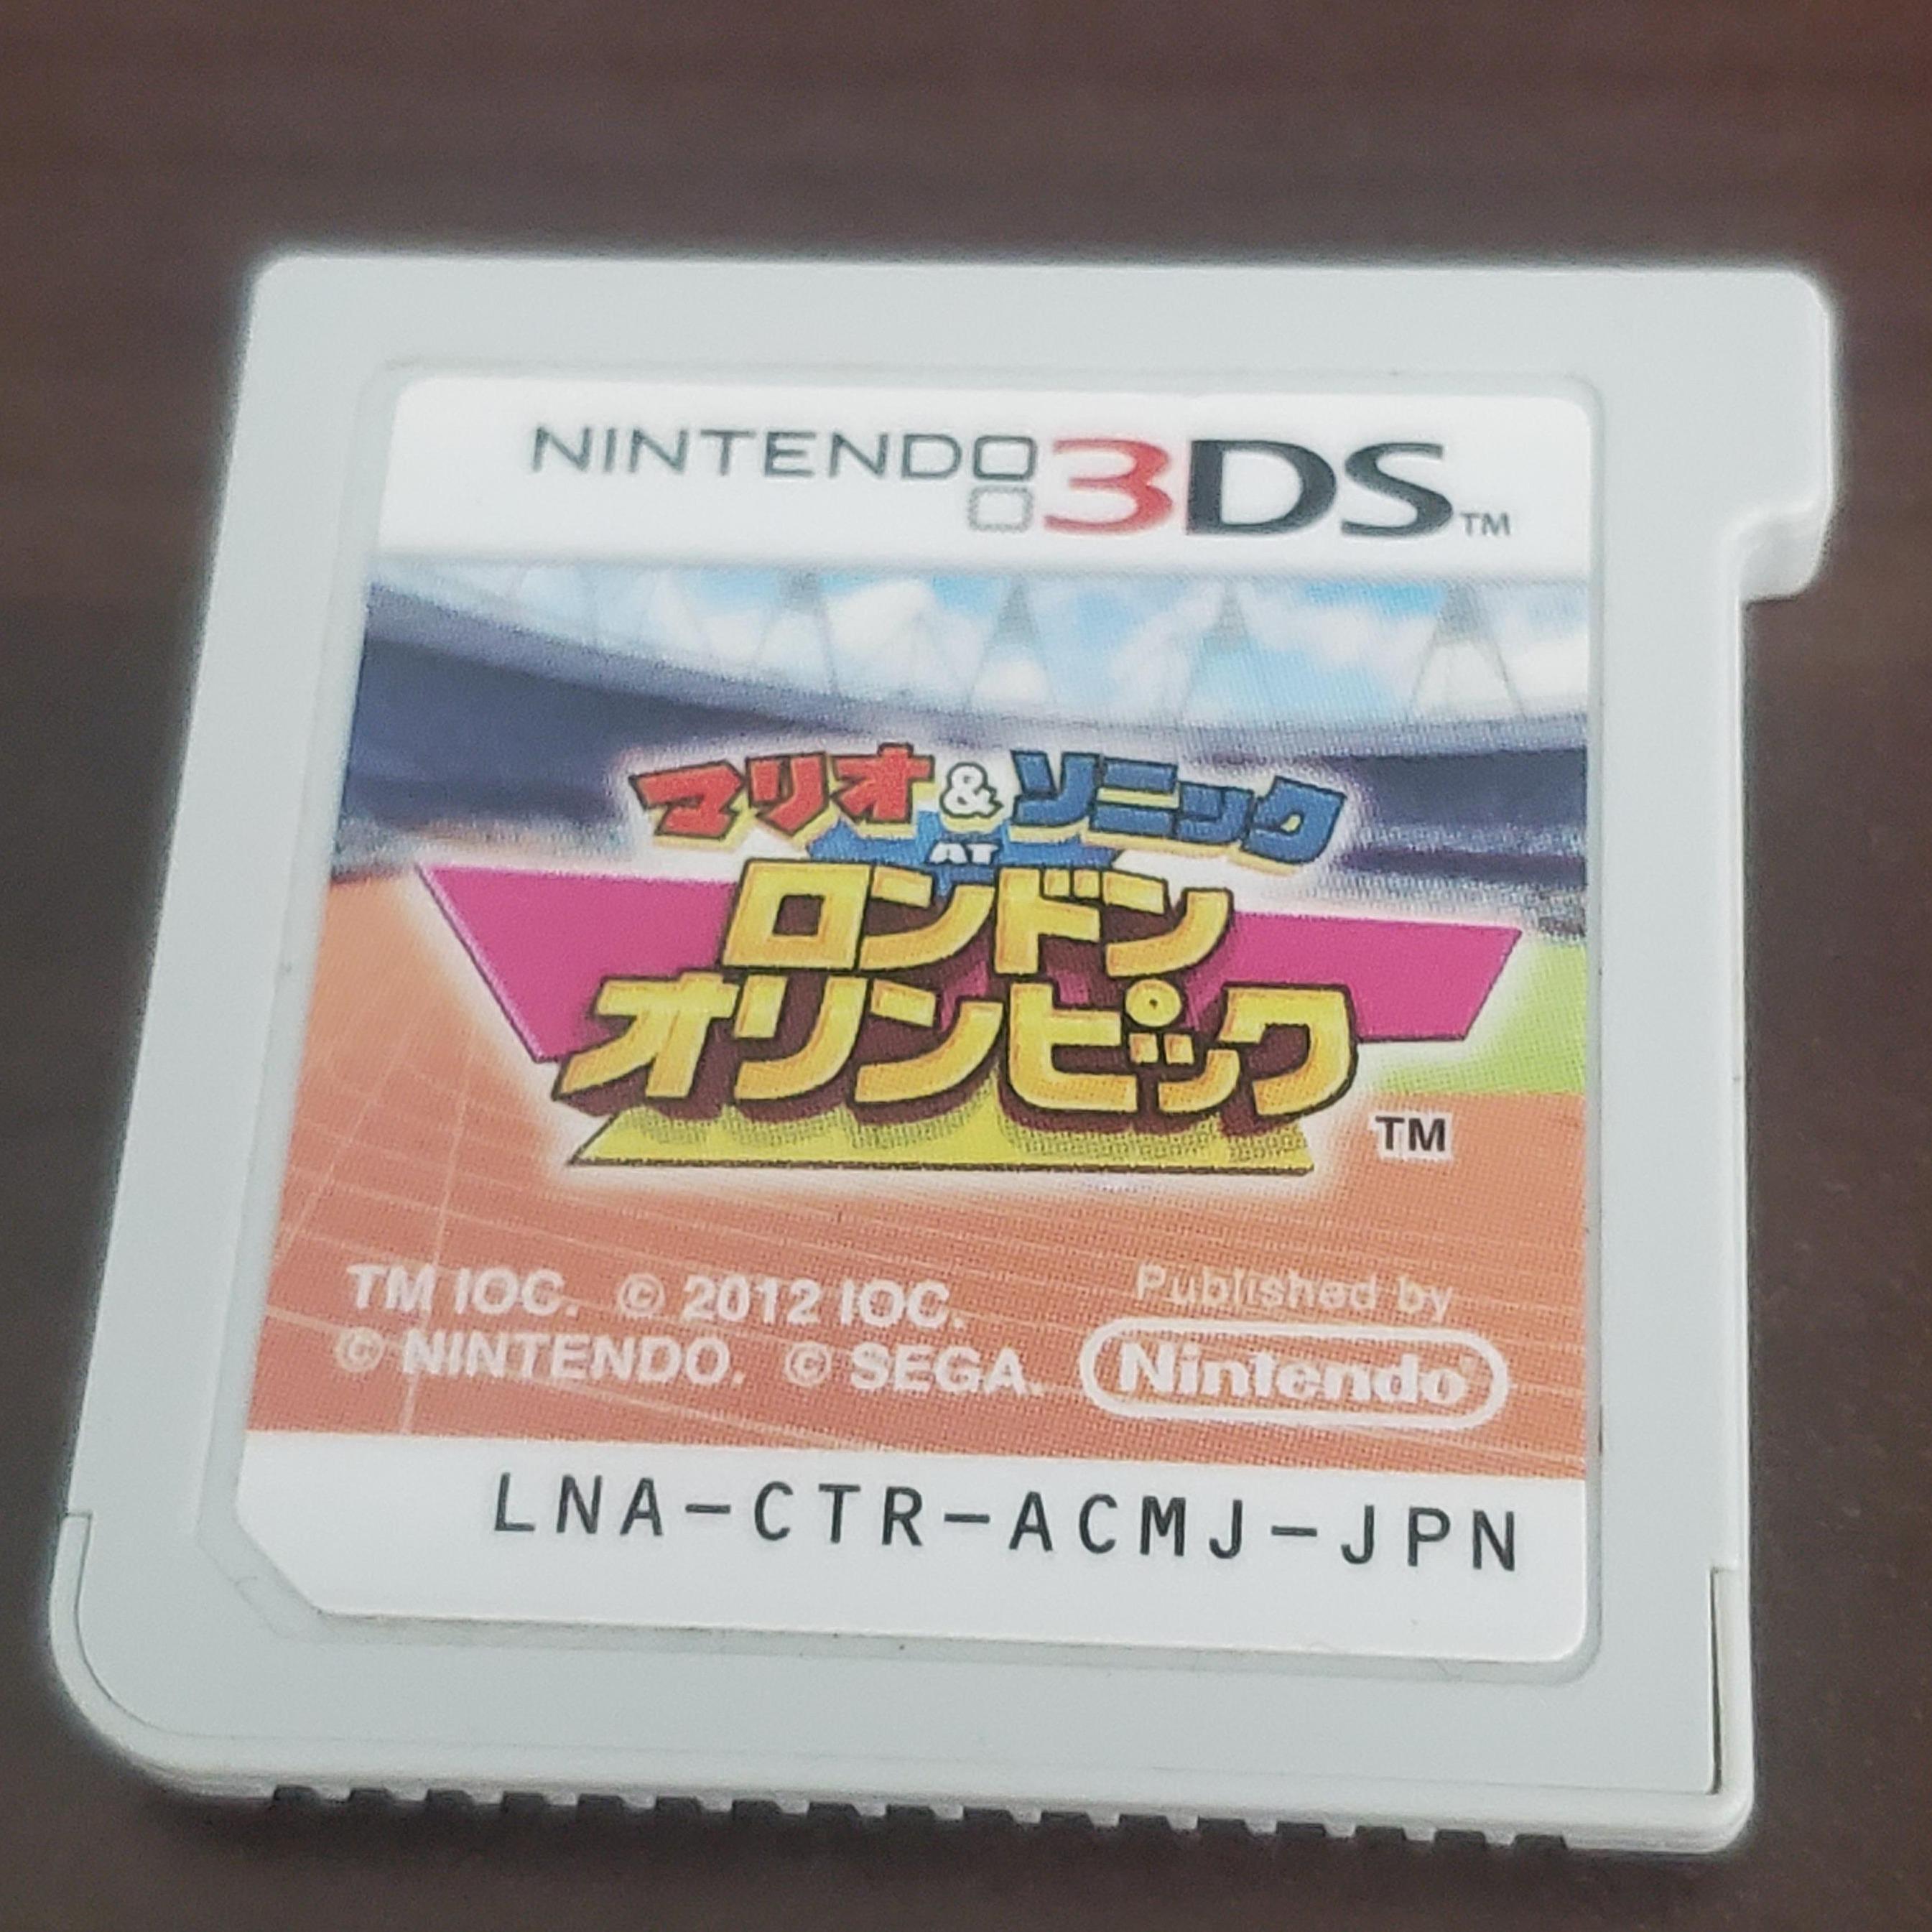 NINTENDO 3DS™
マリオ&ソニック
AT
ロンドン
オリンピック
TM
TM IOC. © 2012 IOC.
© NINTENDO. © SEGA.
Published by
Nintendo
LNA-CTR-ACMJ-JPN